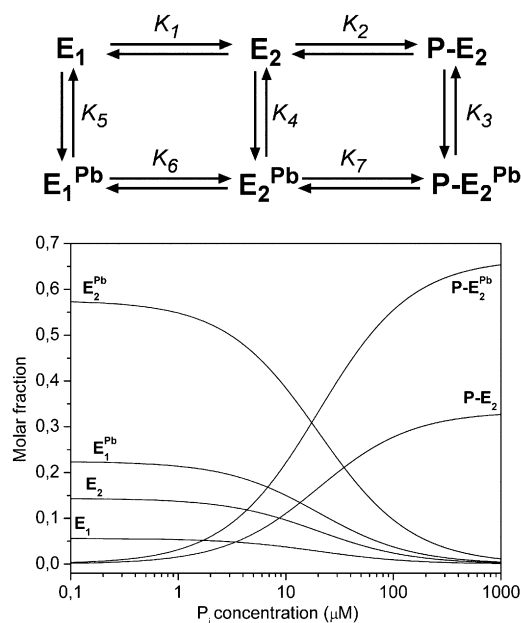 K1 K2
E1 E2 P-E2
K5 K4 K3
K6 K7
E1Pb E2Pb P-E2Pb
0,7
0,6
0,5
0,4
0,3
0,2
0,1
0,0
Molar fraction
E2Pb
E1Pb
E2
E1
P-E2Pb
P-E2
0,1 1 10 100 1000
Pi concentration (μM)